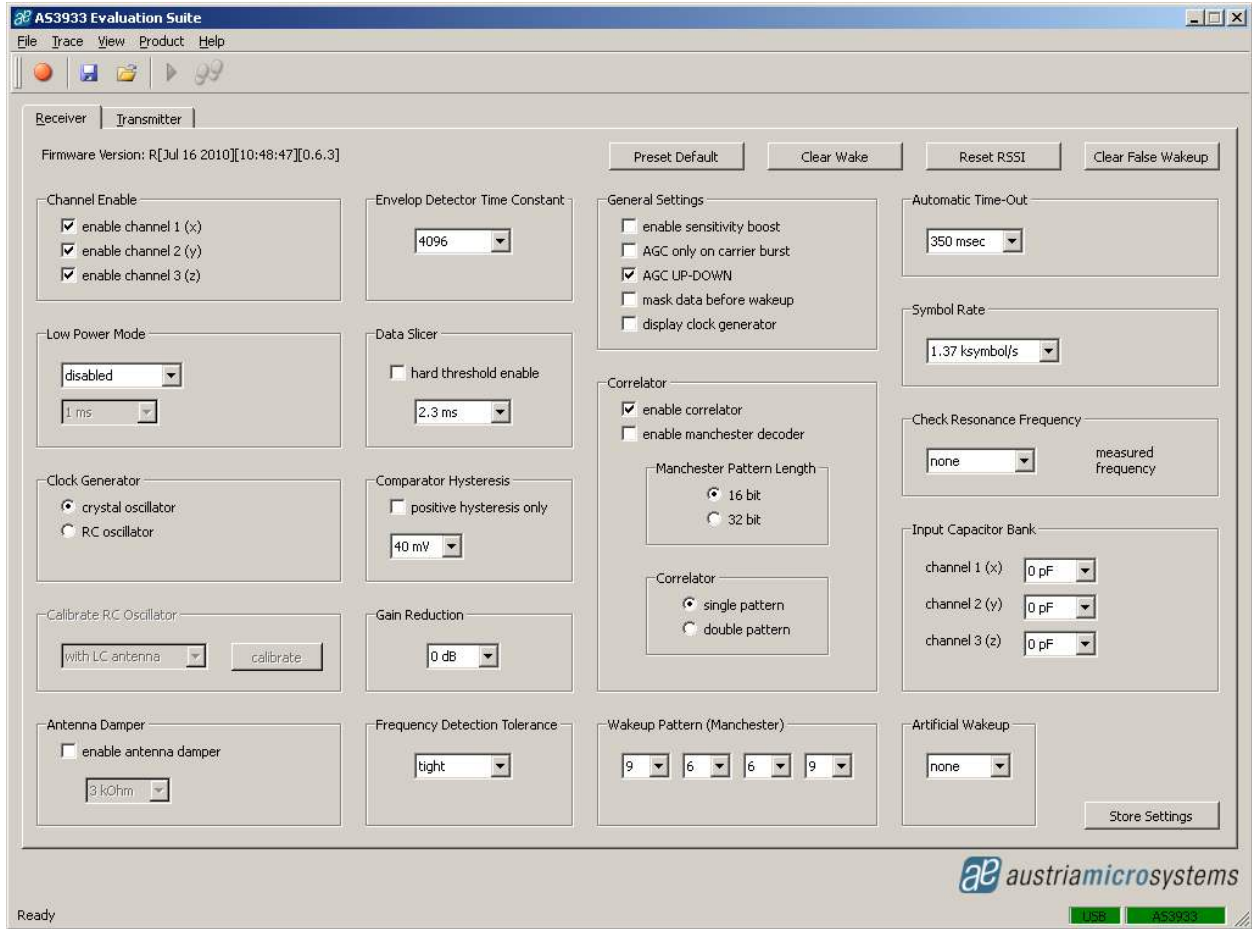 AS3933 Evaluation Suite
File Trace View Product Help
Receiver
Transmitter
Firmware Version: R[Jul 16 2010][10:48:47][0.6.3]
Preset Default
Clear Wake
Reset RSSI
Clear False Wakeup
Channel Enable
enable channel 1 (x)
enable channel 2 (y)
enable channel 3 (z)
Low Power Mode
disabled
1 ms
Clock Generator
crystal oscillator
RC oscillator
Calibrate RC Oscillator
with LC antenna
calibrate
Antenna Damper
enable antenna damper
3 kOhm
Envelop Detector Time Constant
4096
Data Slicer
hard threshold enable
2.3 ms
Comparator Hysteresis
positive hysteresis only
40 mV
Gain Reduction
0 dB
Frequency Detection Tolerance
tight
General Settings
enable sensitivity boost
AGC only on carrier burst
AGC UP-DOWN
mask data before wakeup
display clock generator
Correlator
enable correlator
enable manchester decoder
Manchester Pattern Length
16 bit
32 bit
Correlator
single pattern
double pattern
Wakeup Pattern (Manchester)
9 6 6 9
Automatic Time-Out
350 msec
Symbol Rate
1.37 ksymbol/s
Check Resonance Frequency
none
measured
frequency
Input Capacitor Bank
channel 1 (x) 0 pF
channel 2 (y) 0 pF
channel 3 (z) 0 pF
Artificial Wakeup
none
Store Settings
ae austriamicrosystems
Ready
USB
AS3933